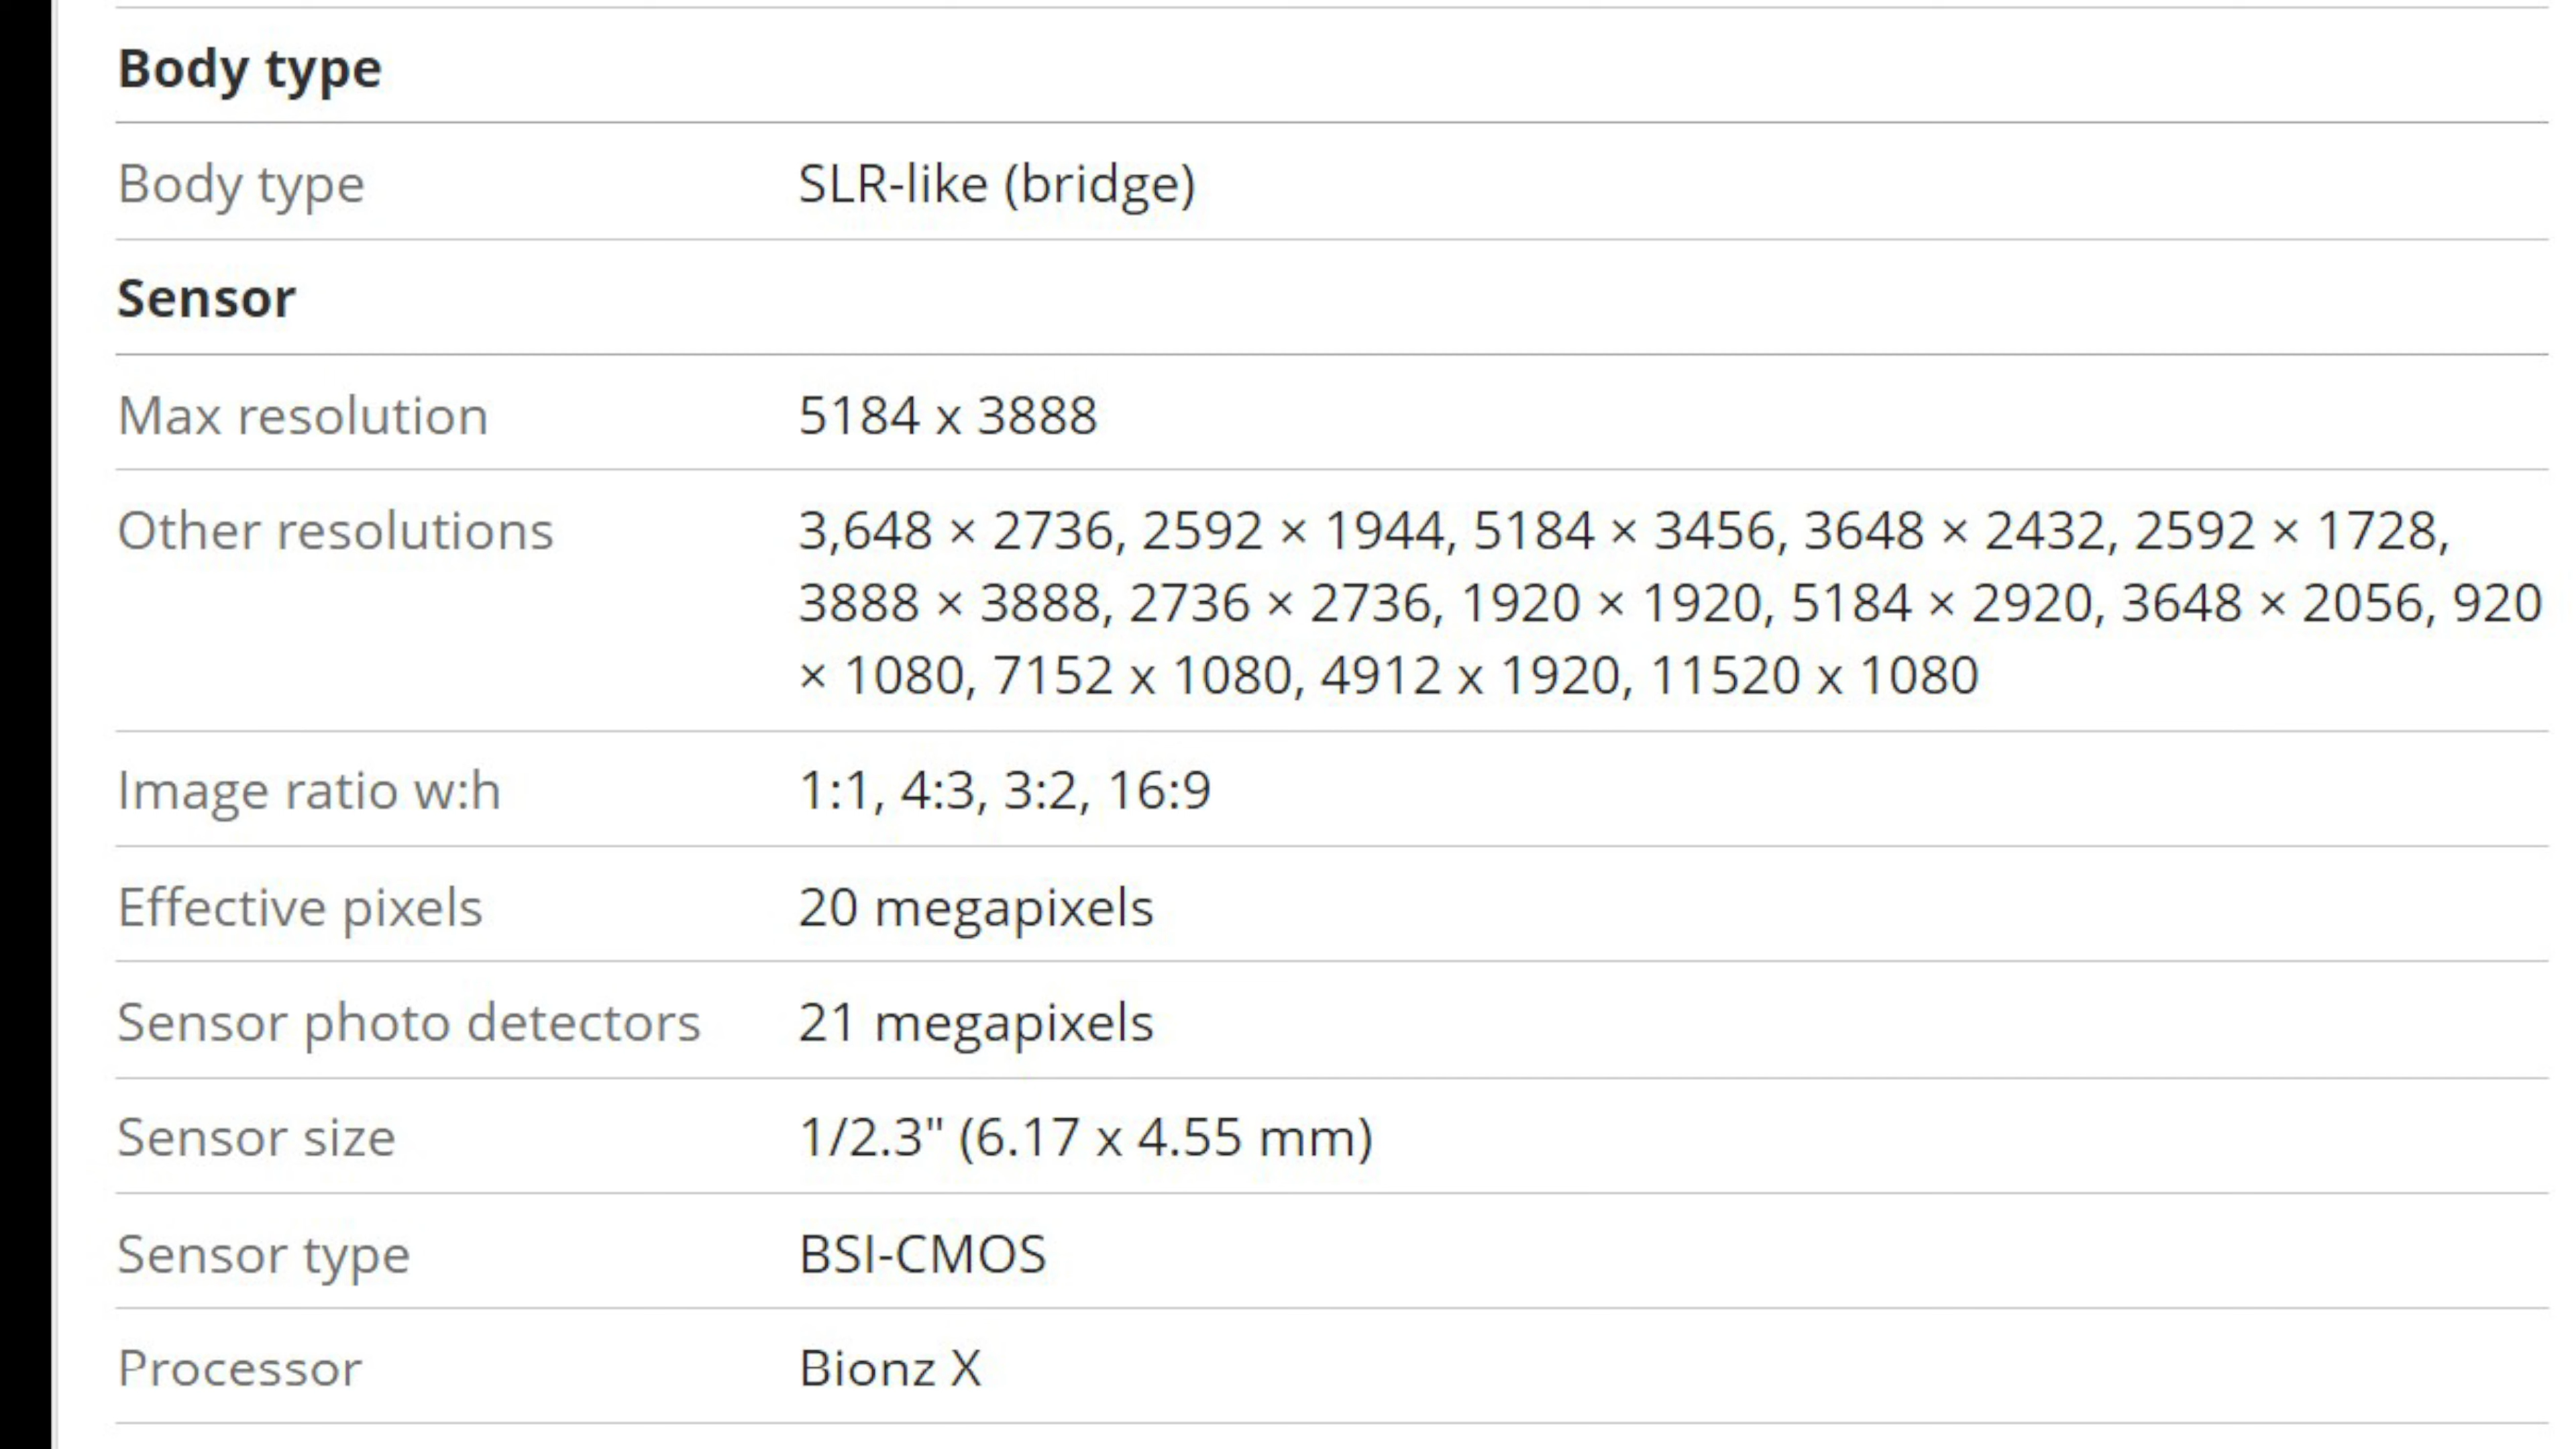 Body type
Body type SLR-like (bridge)
Sensor
Max resolution 5184 x 3888
Other resolutions 3,648 × 2736, 2592 × 1944, 5184 × 3456, 3648 × 2432, 2592 × 1728,
3888 × 3888, 2736 × 2736, 1920 × 1920, 5184 × 2920, 3648 × 2056, 920
× 1080, 7152 x 1080, 4912 x 1920, 11520 x 1080
Image ratio w:h 1:1, 4:3, 3:2, 16:9
Effective pixels 20 megapixels
Sensor photo detectors 21 megapixels
Sensor size 1/2.3" (6.17 x 4.55 mm)
Sensor type BSI-CMOS
Processor Bionz X